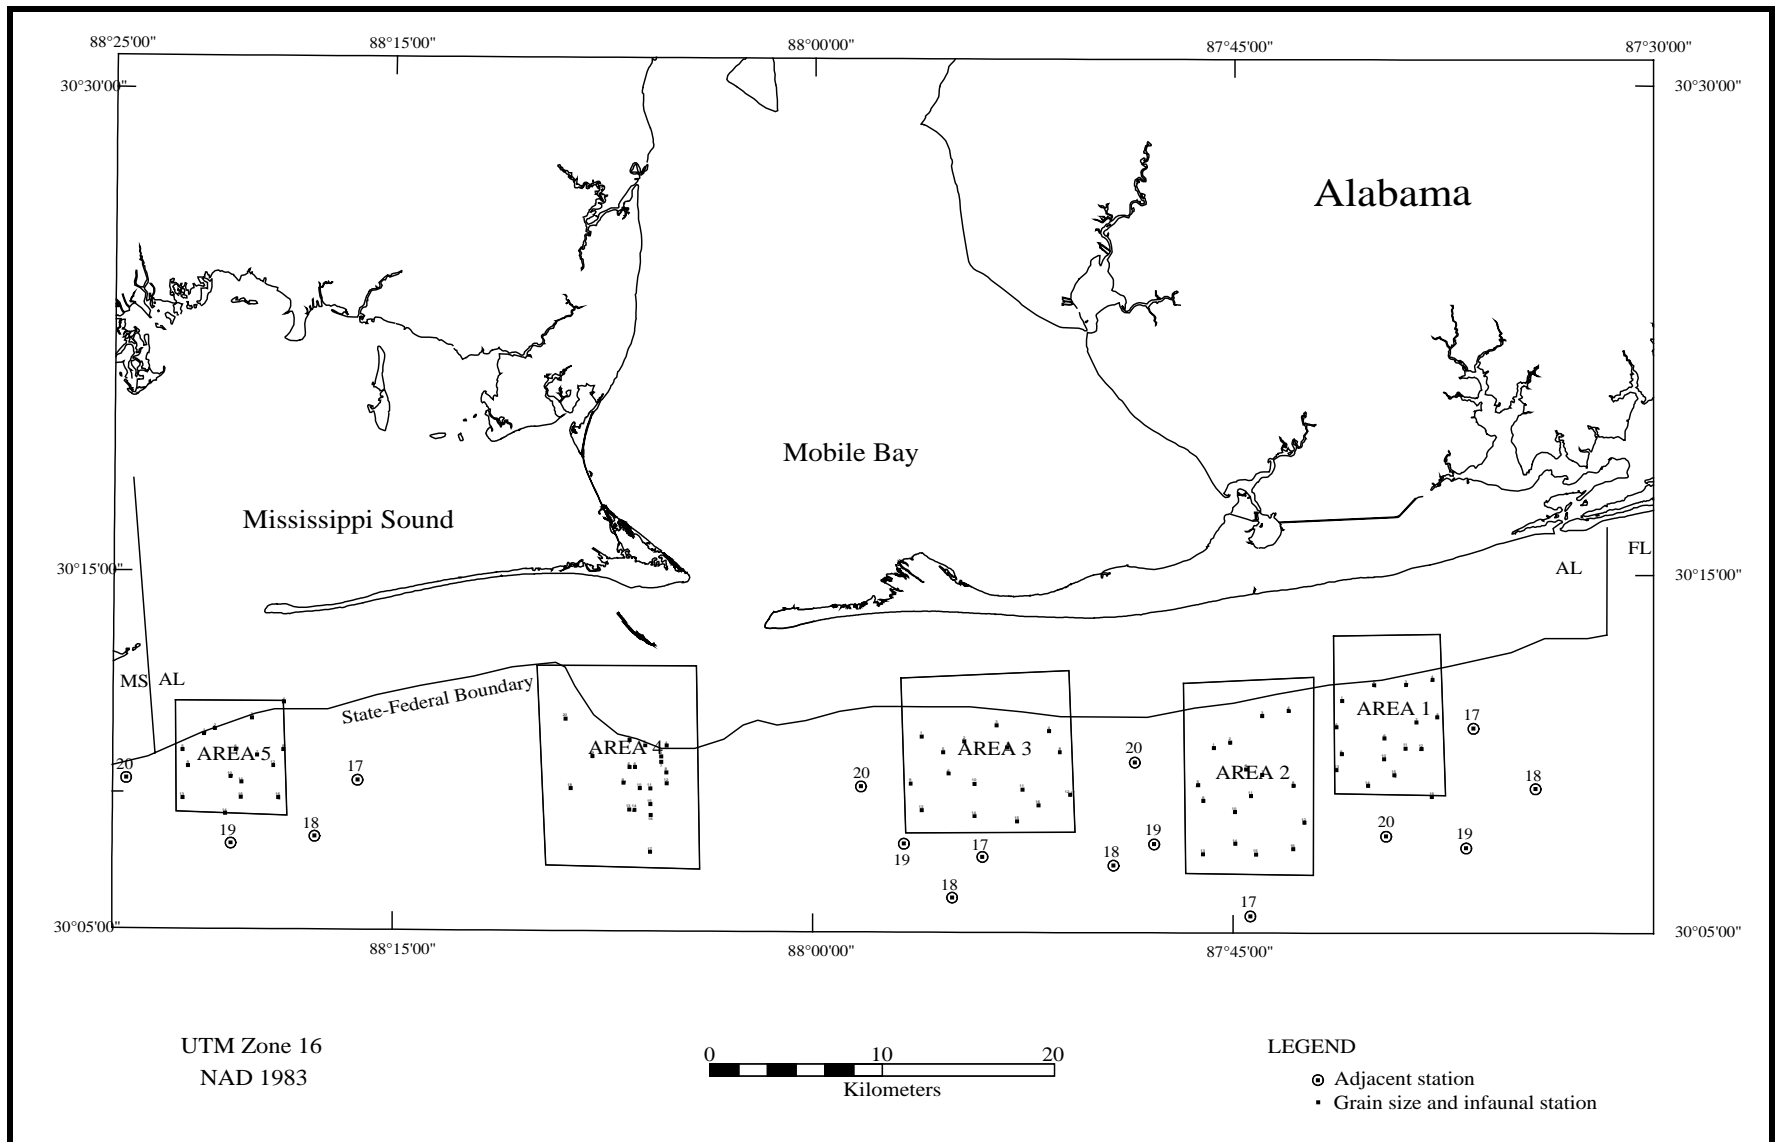 88°25'00" 88°15'00" 88°00'00" 87°45'00" 87°30'00"
30°30'00" 30°30'00"
Alabama
Mobile Bay
Mississippi Sound
FL
AL
30°15'00" 30°15'00"
MS AL
State-Federal Boundary
AREA 1
17
AREA 5
AREA 4
AREA 3
20
AREA 2
20
17
20
18
19
18
19
20
19
19
17
18
18
17
30°05'00" 30°05'00"
88°15'00" 88°00'00" 87°45'00"
UTM Zone 16
NAD 1983
0 10 20
Kilometers
LEGEND
Adjacent station
Grain size and infaunal station